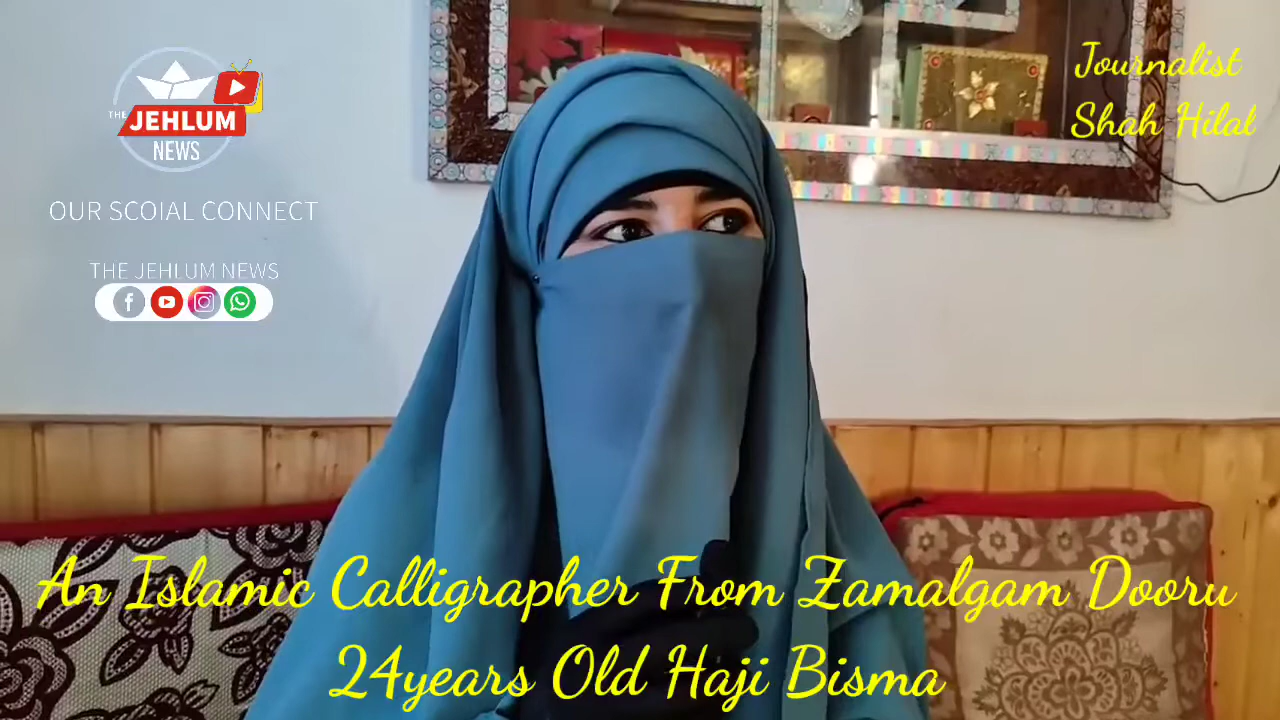 Journalist
Shah Hilal
THE
JEHLUM
NEWS
OUR SCOIAL CONNECT
THE JEHLUM NEWS
An Islamic Calligrapher From Zamalgam Dooru
24years Old Haji Bisma